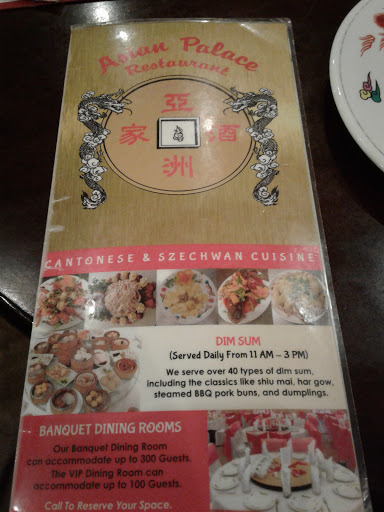 Asian Palace
Restaurant
亞
家 酒
洲
CANTONESE & SZECHWAN CUISINE
DIM SUM
(Served Daily From 11 AM – 3 PM)
We serve over 40 types of dim sum,
including the classics like shiu mai, har gow,
steamed BBQ pork buns, and dumplings.
BANQUET DINING ROOMS
Our Banquet Dining Room
can accommodate up to 300 Guests.
The VIP Dining Room can
accommodate up to 100 Guests.
Call To Reserve Your Space.